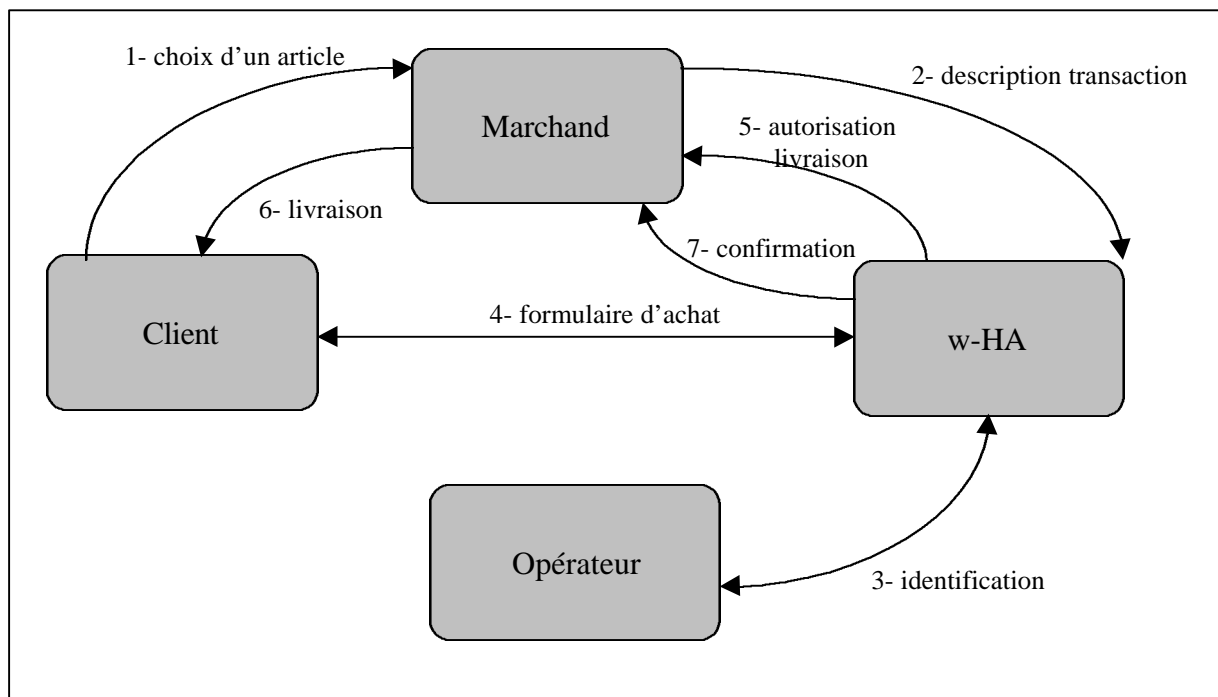 1- choix d’un article
2- description transaction
Marchand
5- autorisation
livraison
6- livraison
7- confirmation
4- formulaire d’achat
Client
w-HA
Opérateur
3- identification